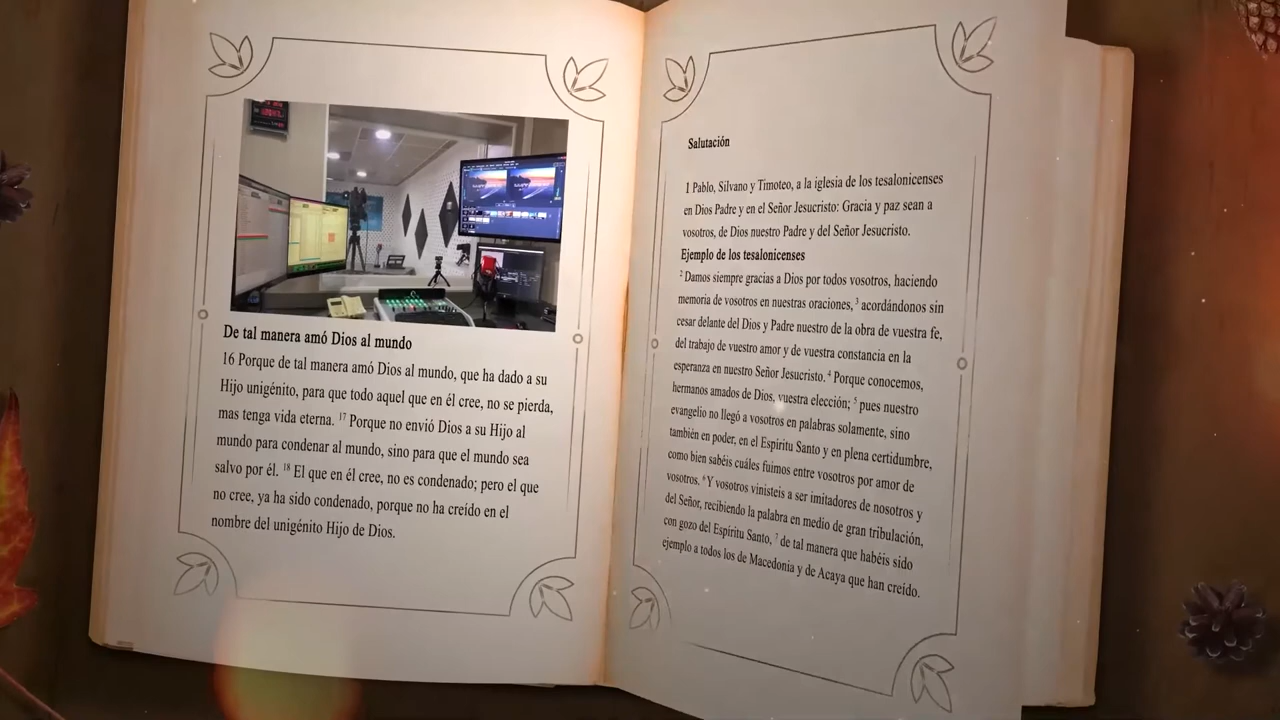 De tal manera amó Dios al mundo
16 Porque de tal manera amó Dios al mundo, que ha dado a su
Hijo unigénito, para que todo aquel que en él cree, no se pierda,
mas tenga vida eterna. 17 Porque no envió Dios a su Hijo al
mundo para condenar al mundo, sino para que el mundo sea
salvo por él. 18 El que en él cree, no es condenado; pero el que
no cree, ya ha sido condenado, porque no ha creído en el
nombre del unigénito Hijo de Dios.
Salutación
1 Pablo, Silvano y Timoteo, a la iglesia de los tesalonicenses
en Dios Padre y en el Señor Jesucristo: Gracia y paz sean a
vosotros, de Dios nuestro Padre y del Señor Jesucristo.
Ejemplo de los tesalonicenses
2 Damos siempre gracias a Dios por todos vosotros, haciendo
memoria de vosotros en nuestras oraciones, 3 acordándonos sin
cesar delante del Dios y Padre nuestro de la obra de vuestra fe,
del trabajo de vuestro amor y de vuestra constancia en la
esperanza en nuestro Señor Jesucristo. 4 Porque conocemos,
hermanos amados de Dios, vuestra elección; 5 pues nuestro
evangelio no llegó a vosotros en palabras solamente, sino
también en poder, en el Espíritu Santo y en plena certidumbre,
como bien sabéis cuáles fuimos entre vosotros por amor de
vosotros. 6 Y vosotros vinisteis a ser imitadores de nosotros y
del Señor, recibiendo la palabra en medio de gran tribulación,
con gozo del Espíritu Santo, 7 de tal manera que habéis sido
ejemplo a todos los de Macedonia y de Acaya que han creído.